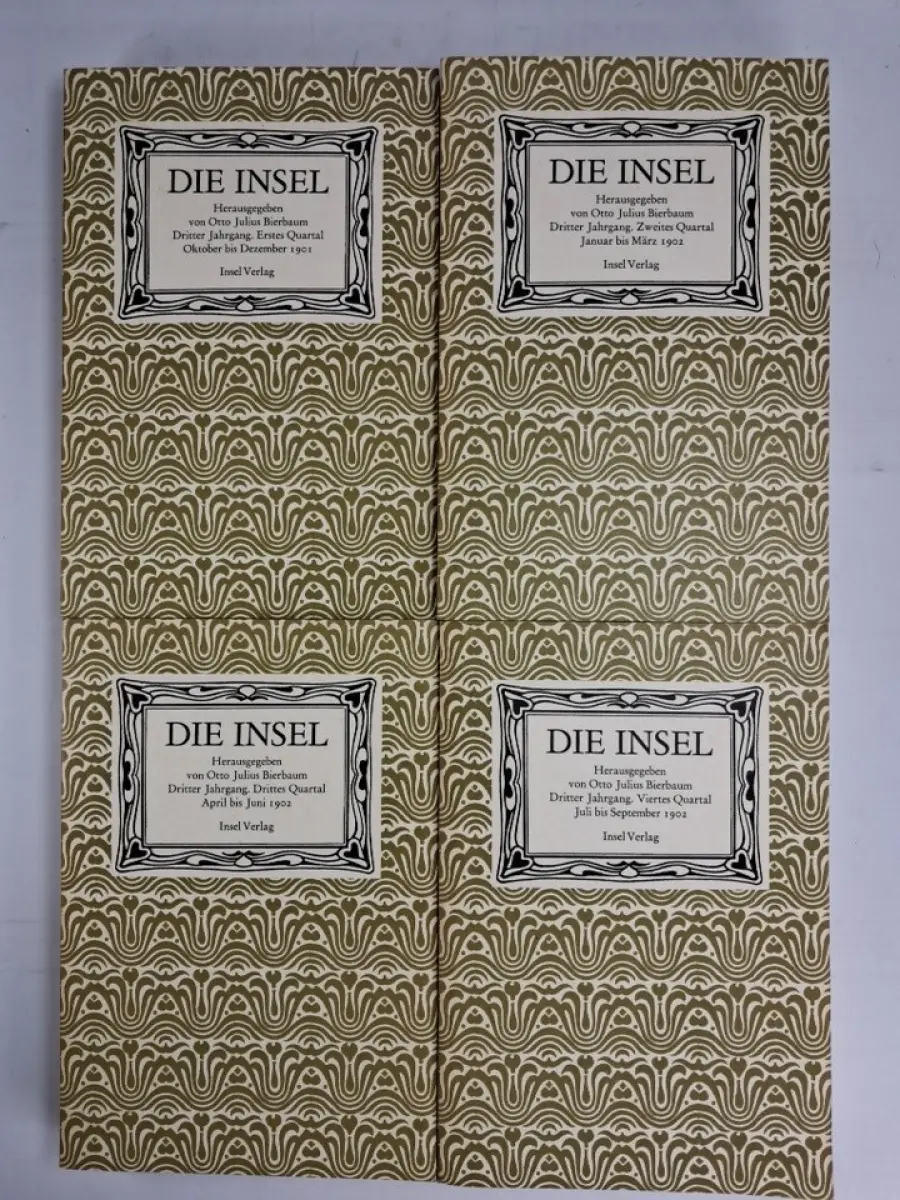 DIE INSEL
Herausgegeben
von Otto Julius Bierbaum
Dritter Jahrgang. Erstes Quartal
Oktober bis Dezember 1901
Insel Verlag
DIE INSEL
Herausgegeben
von Otto Julius Bierbaum
Dritter Jahrgang. Zweites Quartal
Januar bis März 1902
Insel Verlag
DIE INSEL
Herausgegeben
von Otto Julius Bierbaum
Dritter Jahrgang. Drittes Quartal
April bis Juni 1902
Insel Verlag
DIE INSEL
Herausgegeben
von Otto Julius Bierbaum
Dritter Jahrgang. Viertes Quartal
Juli bis September 1902
Insel Verlag